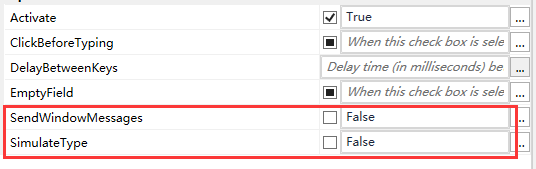 Activate True ...
ClickBeforeTyping When this check box is sele ...
DelayBetweenKeys Delay time (in milliseconds) be ...
EmptyField When this check box is sele ...
SendWindowMessages False ...
SimulateType False ...